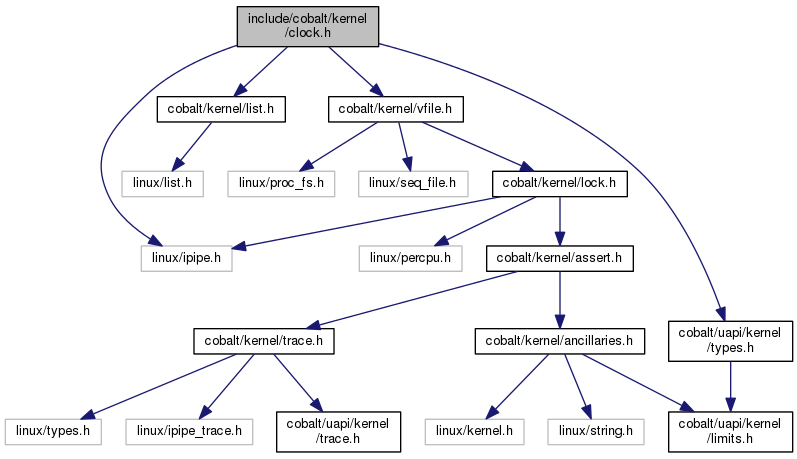 include/cobalt/kernel
/clock.h
cobalt/kernel/list.h
cobalt/kernel/vfile.h
linux/list.h
linux/proc_fs.h
linux/seq_file.h
cobalt/kernel/lock.h
linux/ipipe.h
linux/percpu.h
cobalt/kernel/assert.h
cobalt/kernel/trace.h
cobalt/kernel/ancillaries.h
cobalt/uapi/kernel
/types.h
linux/types.h
linux/ipipe_trace.h
cobalt/uapi/kernel
/trace.h
linux/kernel.h
linux/string.h
cobalt/uapi/kernel
/limits.h